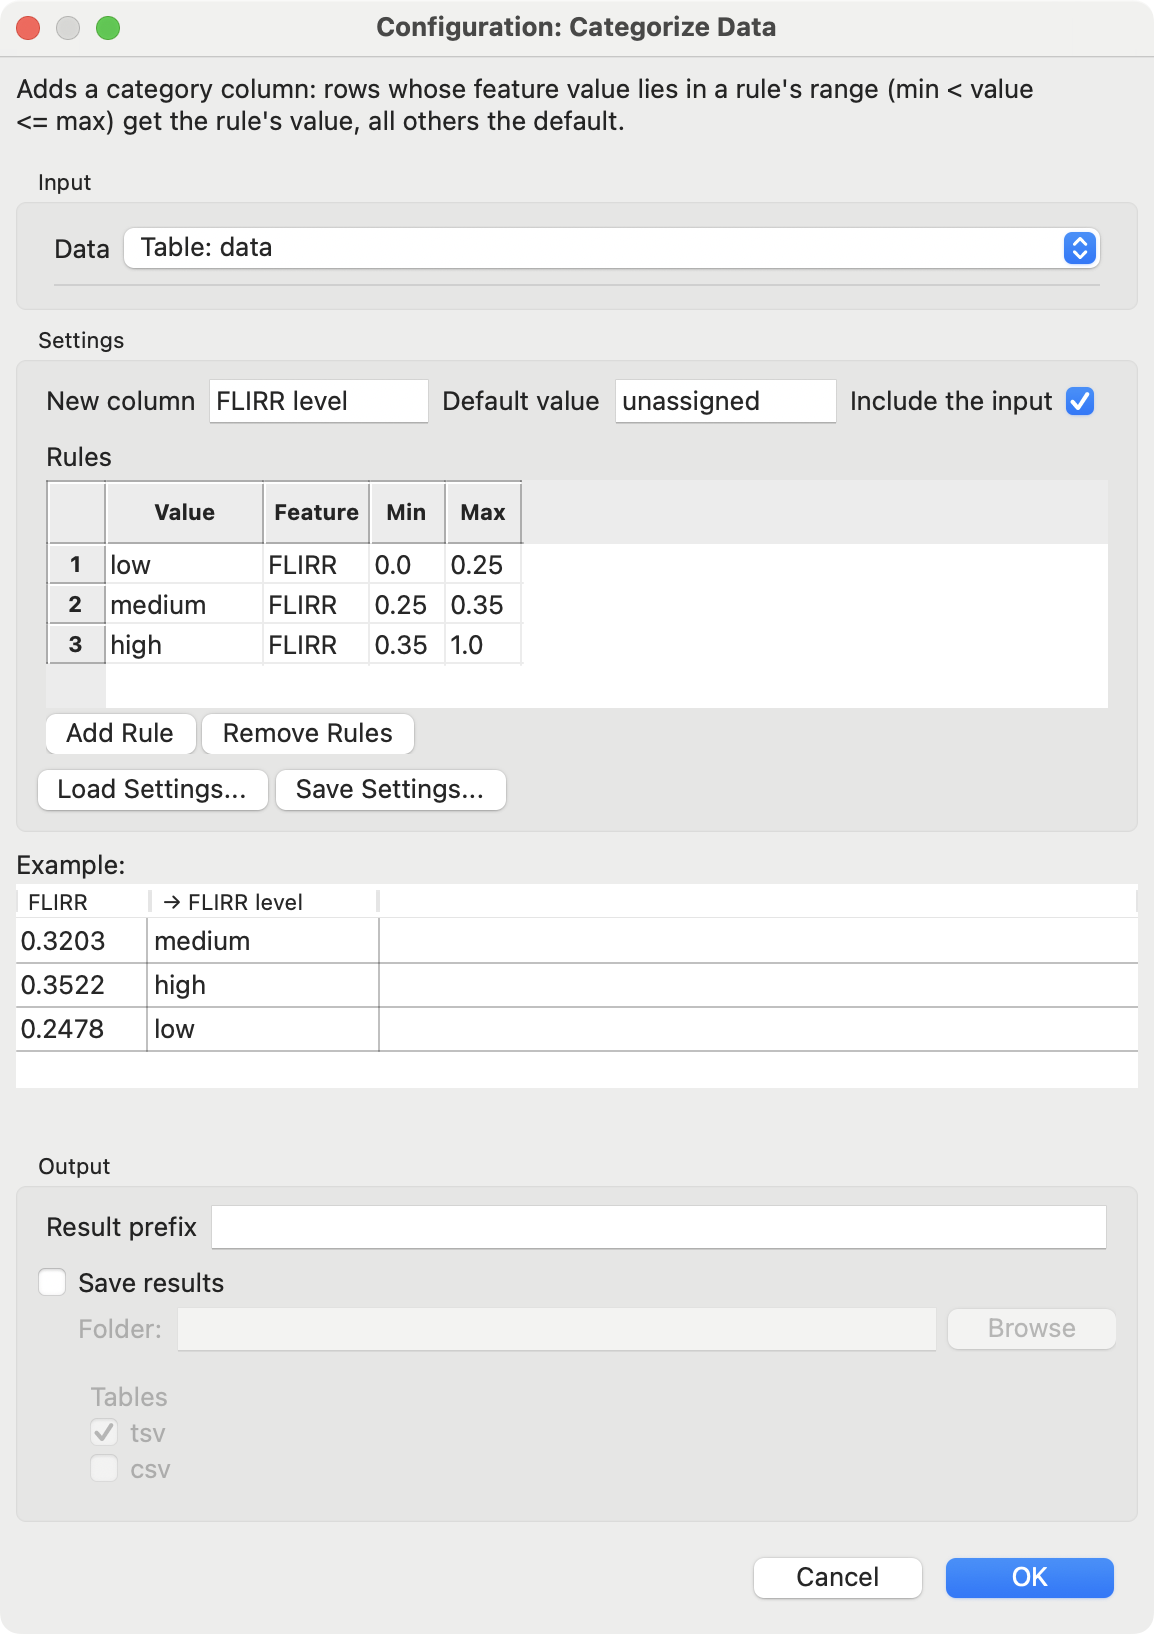 Configuration: Categorize Data
Adds a category column: rows whose feature value lies in a rule's range (min < value
<= max) get the rule's value, all others the default.
Input
Data Table: data
Settings
New column FLIRR level Default value unassigned Include the input
Rules
Value Feature Min Max
1 low FLIRR 0.0 0.25
2 medium FLIRR 0.25 0.35
3 high FLIRR 0.35 1.0
Add Rule Remove Rules
Load Settings... Save Settings...
Example:
FLIRR → FLIRR level
0.3203 medium
0.3522 high
0.2478 low
Output
Result prefix
Save results
Folder: Browse
Tables
tsv
csv
Cancel OK